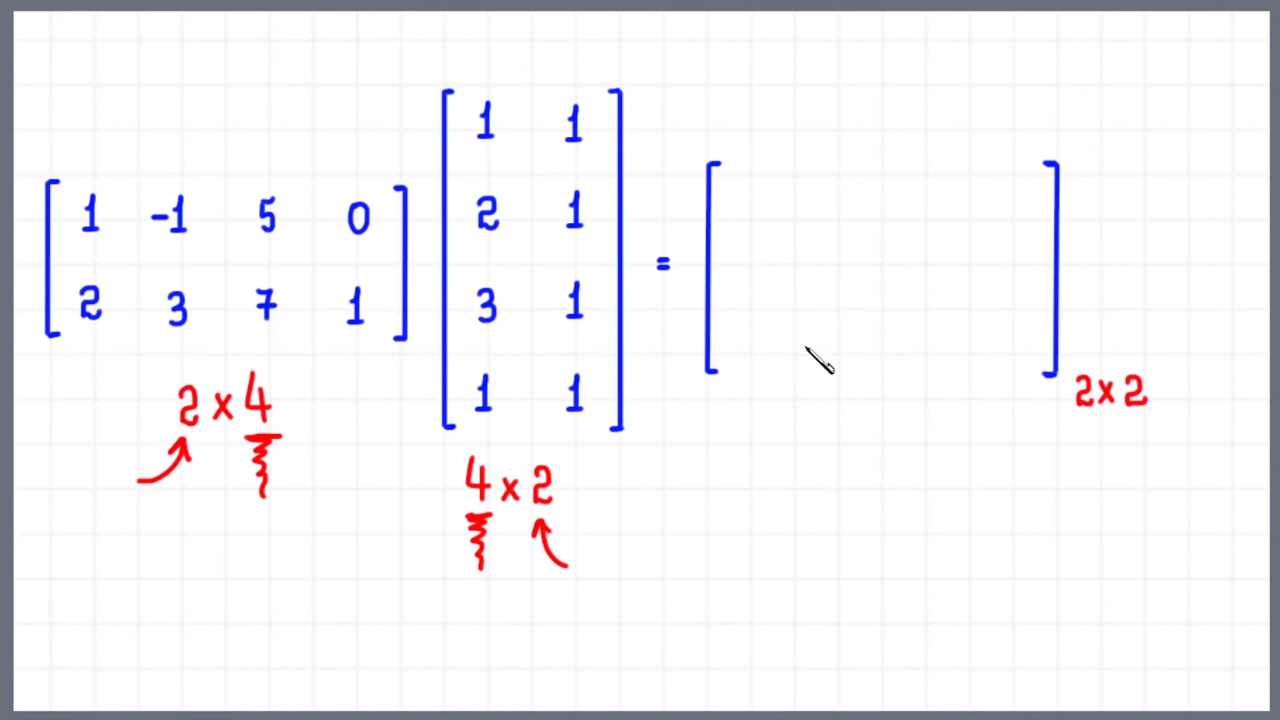 [ 1 -1 5 0
2 3 7 1 ]
[ 1 1
2 1
3 1
1 1 ]
= [ ]
2 x 4
4 x 2
2 x 2